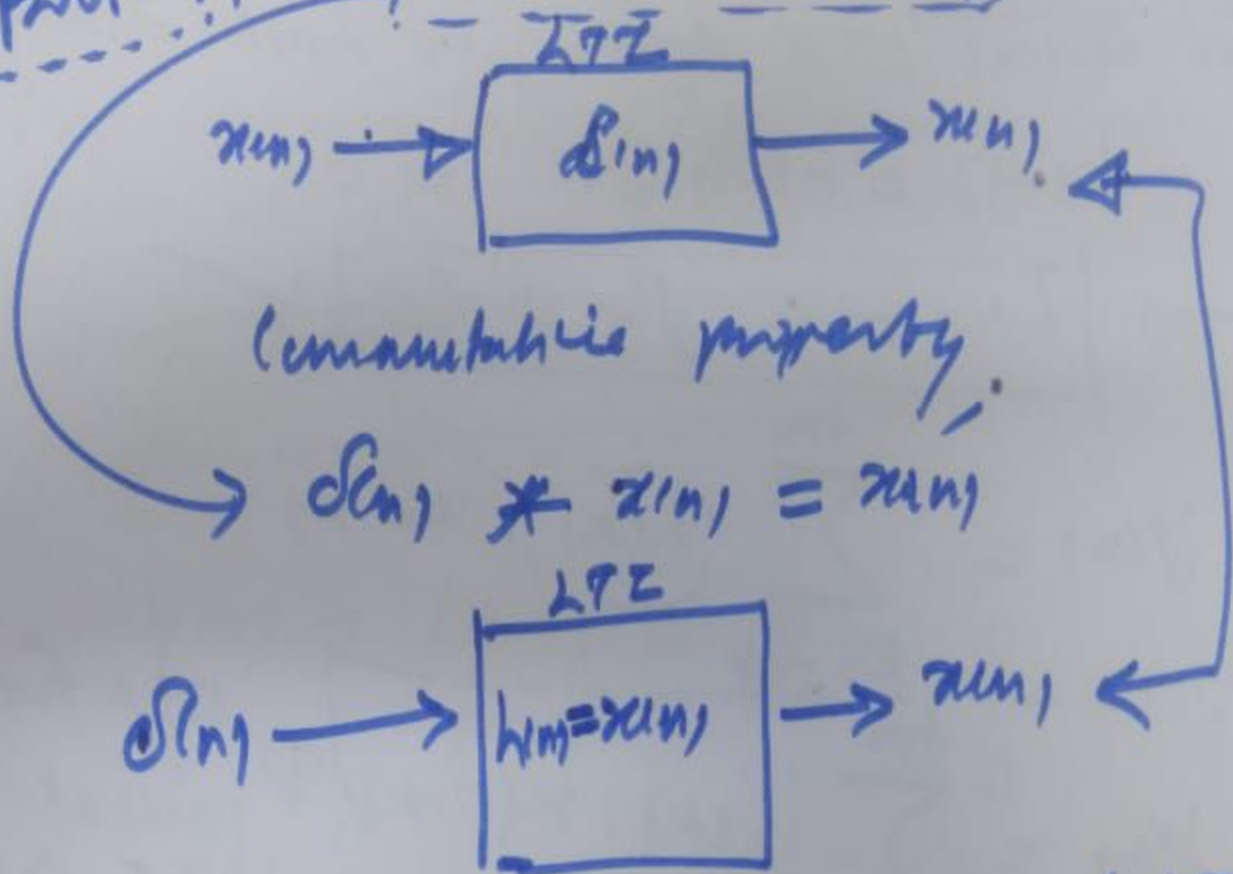 LTI
x(n) → δ(n) → x(n)
Commutative property
δ(n) * x(n) = x(n)
LTI
δ(n) → h(n)=x(n) → x(n)